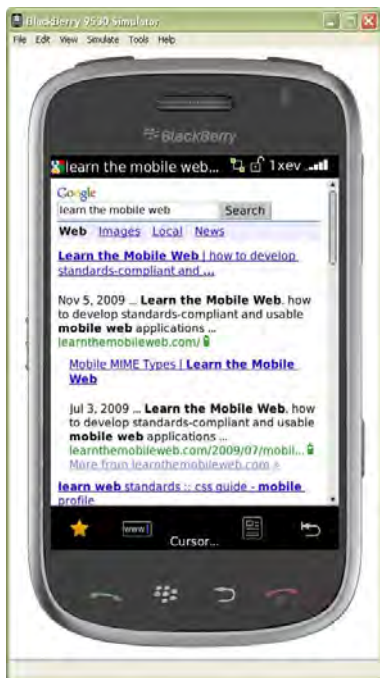 BlackBerry 9530 Simulator
File Edit View Simulate Tools Help
BlackBerry
learn the mobile web... 1xev
Google
learn the mobile web Search
Web Images Local News
Learn the Mobile Web | how to develop
standards-compliant and ...
Nov 5, 2009 ... Learn the Mobile Web. how
to develop standards-compliant and usable
mobile web applications ...
learnthemobileweb.com/
Mobile MIME Types | Learn the Mobile
Web
Jul 3, 2009 ... Learn the Mobile Web. how
to develop standards-compliant and usable
mobile web applications ...
learnthemobileweb.com/2009/07/mobil...
More from learnthemobileweb.com »
learn web standards :: css guide - mobile
profile
www
Cursor...